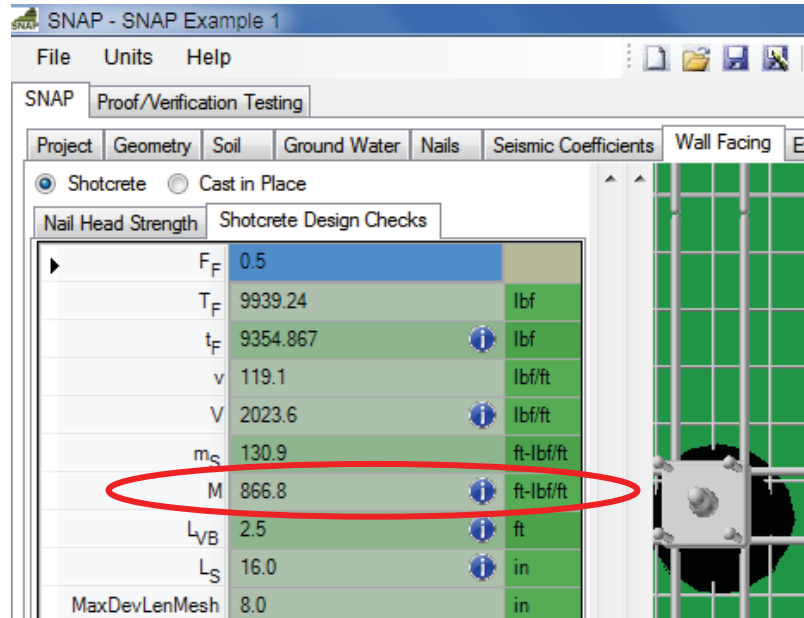 SNAP SNAP - SNAP Example 1
File Units Help
SNAP Proof/Verification Testing
Project Geometry Soil Ground Water Nails Seismic Coefficients Wall Facing E
Shotcrete Cast in Place
Nail Head Strength Shotcrete Design Checks
FF 0.5
TF 9939.24 lbf
tF 9354.867 i lbf
v 119.1 lbf/ft
V 2023.6 i lbf/ft
mS 130.9 ft-lbf/ft
M 866.8 i ft-lbf/ft
LVB 2.5 i ft
LS 16.0 i in
MaxDevLenMesh 8.0 in